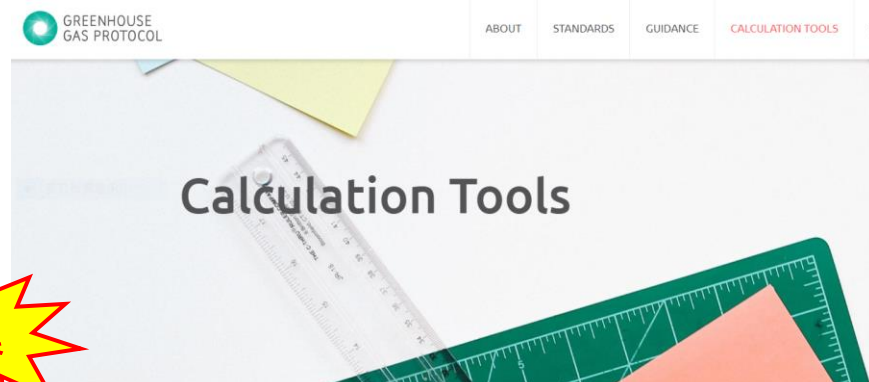 GREENHOUSE
GAS PROTOCOL
ABOUT
STANDARDS
GUIDANCE
CALCULATION TOOLS
Calculation Tools